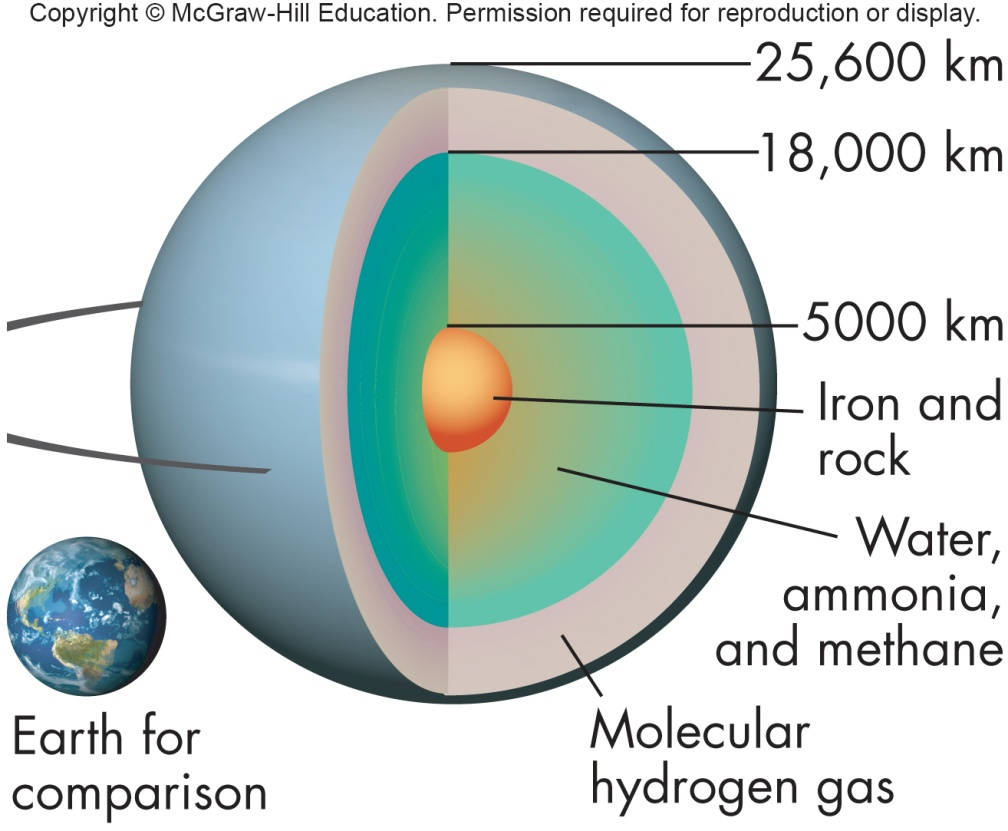 Copyright © McGraw-Hill Education. Permission required for reproduction or display.
25,600 km
18,000 km
5000 km
Iron and
rock
Water,
ammonia,
and methane
Molecular
hydrogen gas
Earth for
comparison